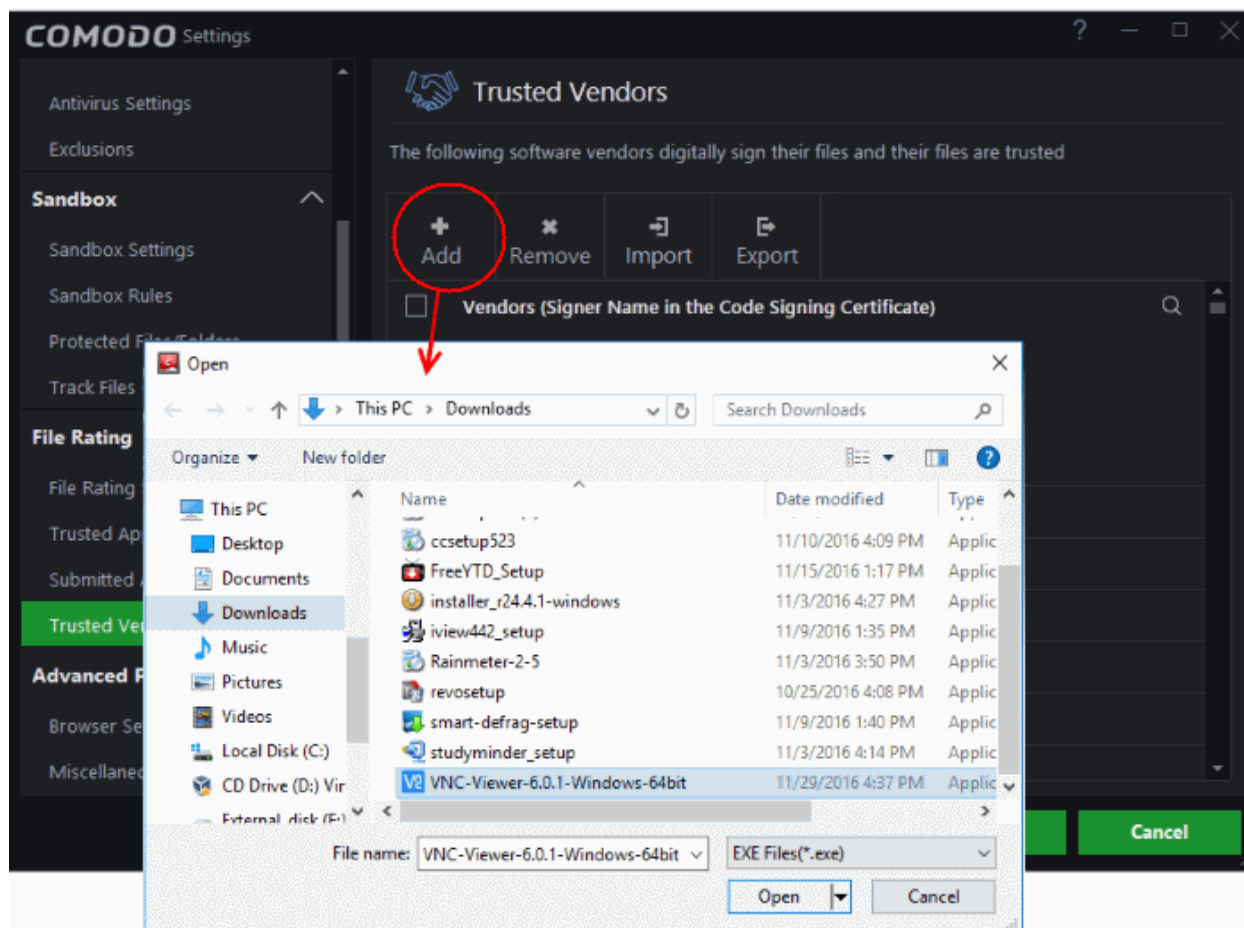 COMODO Settings
?
Antivirus Settings
Exclusions
Sandbox
Sandbox Settings
Sandbox Rules
Protected Files/Folders
Track Files
File Rating
File Rating
Trusted Ap
Submitted
Trusted Ve
Advanced
Browser Se
Miscellanec
Trusted Vendors
The following software vendors digitally sign their files and their files are trusted
Add Remove Import Export
Vendors (Signer Name in the Code Signing Certificate)
Open
This PC > Downloads
Search Downloads
Organize New folder
?
This PC
Desktop
Documents
Downloads
Music
Pictures
Videos
Local Disk (C:)
CD Drive (D:) Vir
External_disk (E:)
Name Date modified Type
ccsetup523 11/10/2016 4:09 PM Applic
FreeYTD_Setup 11/15/2016 1:17 PM Applic
installer_r24.4.1-windows 11/3/2016 4:27 PM Applic
iview442_setup 11/9/2016 1:35 PM Applic
Rainmeter-2-5 11/3/2016 3:50 PM Applic
revosetup 10/25/2016 4:08 PM Applic
smart-defrag-setup 11/9/2016 1:40 PM Applic
studyminder_setup 11/3/2016 4:14 PM Applic
VNC-Viewer-6.0.1-Windows-64bit 11/29/2016 4:37 PM Applic
File name: VNC-Viewer-6.0.1-Windows-64bit EXE Files(*.exe)
Open Cancel
Cancel